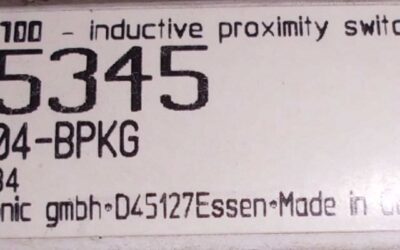 100 - inductive proximity switc
5345
04-BPKG
34
nic gmbh•D45127Essen•Made in G